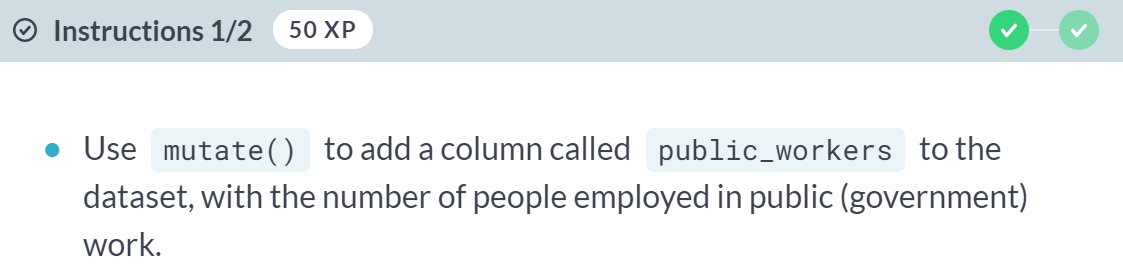 Instructions 1/2 50 XP
Use mutate() to add a column called public_workers to the
dataset, with the number of people employed in public (government)
work.